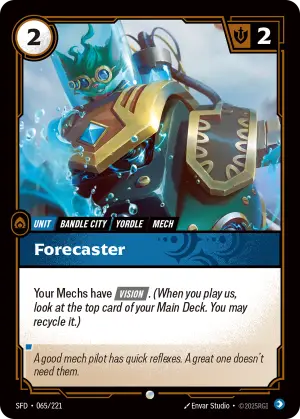 2
2
UNIT BANDLE CITY YORDLE MECH
Forecaster
Your Mechs have VISION. (When you play us,
look at the top card of your Main Deck. You may
recycle it.)
A good mech pilot has quick reflexes. A great one doesn't
need them.
SFD • 065/221 Envar Studio • ©2025RGI